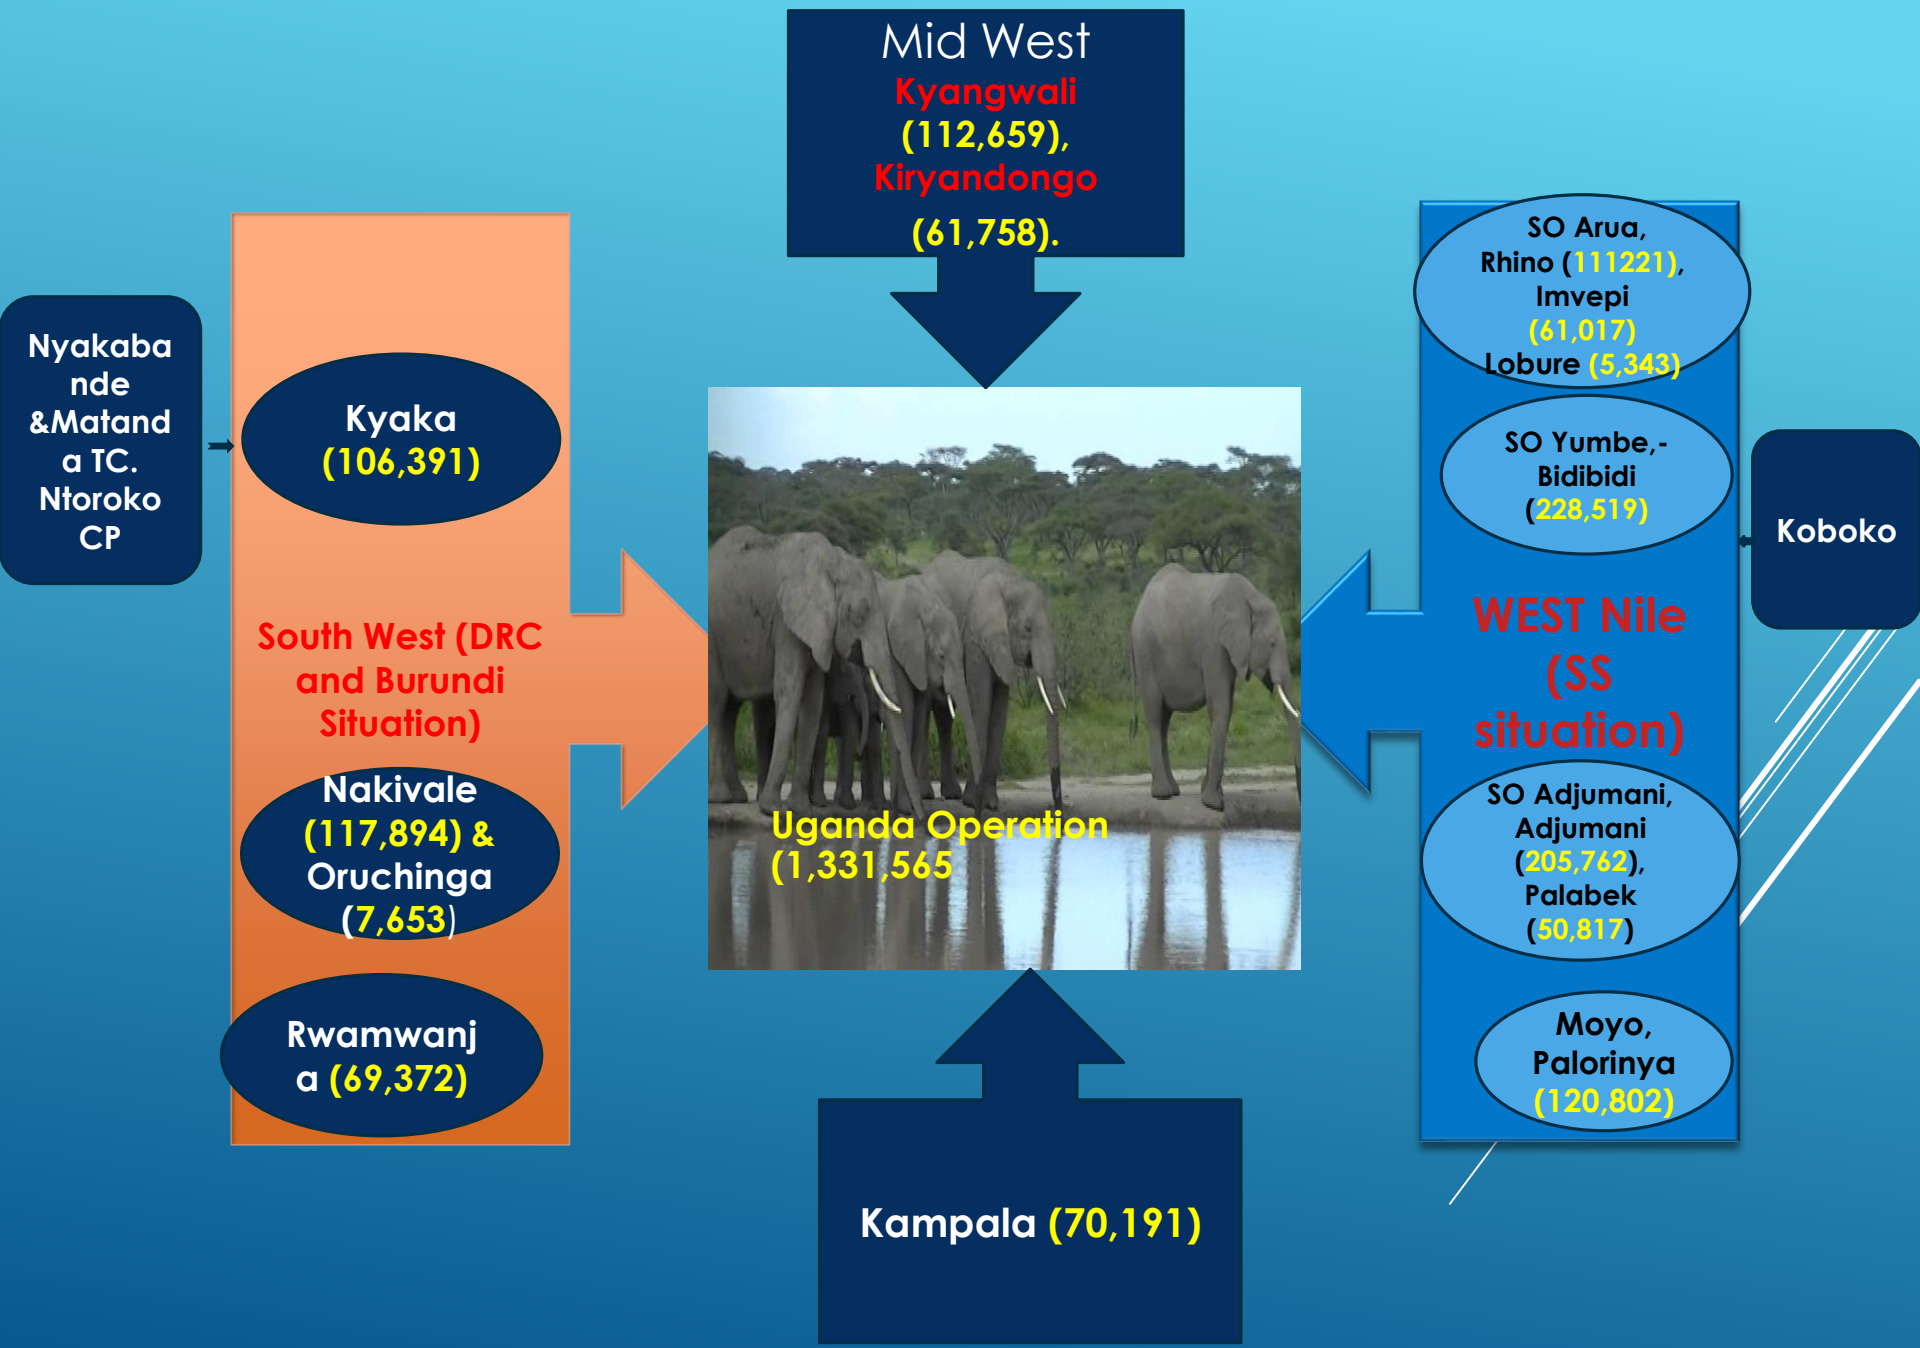 Mid West
Kyangwali
(112,659),
Kiryandongo
(61,758).
Nyakaba
nde
&Matand
a TC.
Ntoroko
CP
Kyaka
(106,391)
South West (DRC
and Burundi
Situation)
Nakivale
(117,894) &
Oruchinga
(7,653)
Rwamwanj
a (69,372)
Uganda Operation
(1,331,565
Kampala (70,191)
SO Arua,
Rhino (111221),
Imvepi
(61,017)
Lobure (5,343)
SO Yumbe,-
Bidibidi
(228,519)
Koboko
WEST Nile
(SS
situation)
SO Adjumani,
Adjumani
(205,762),
Palabek
(50,817)
Moyo,
Palorinya
(120,802)